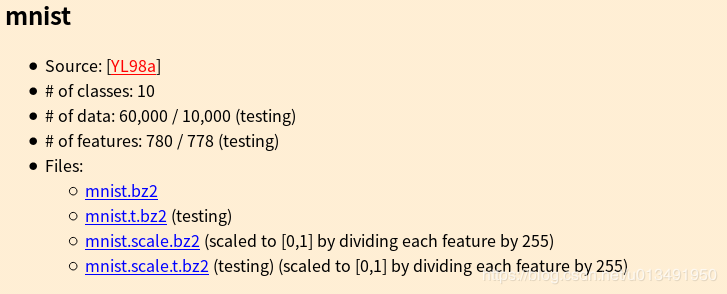 mnist
Source: [YL98a]
# of classes: 10
# of data: 60,000 / 10,000 (testing)
# of features: 780 / 778 (testing)
Files:
mnist.bz2
mnist.t.bz2 (testing)
mnist.scale.bz2 (scaled to [0,1] by dividing each feature by 255)
mnist.scale.t.bz2 (testing) (scaled to [0,1] by dividing each feature by 255)
https://blog.csdn.net/u013491950